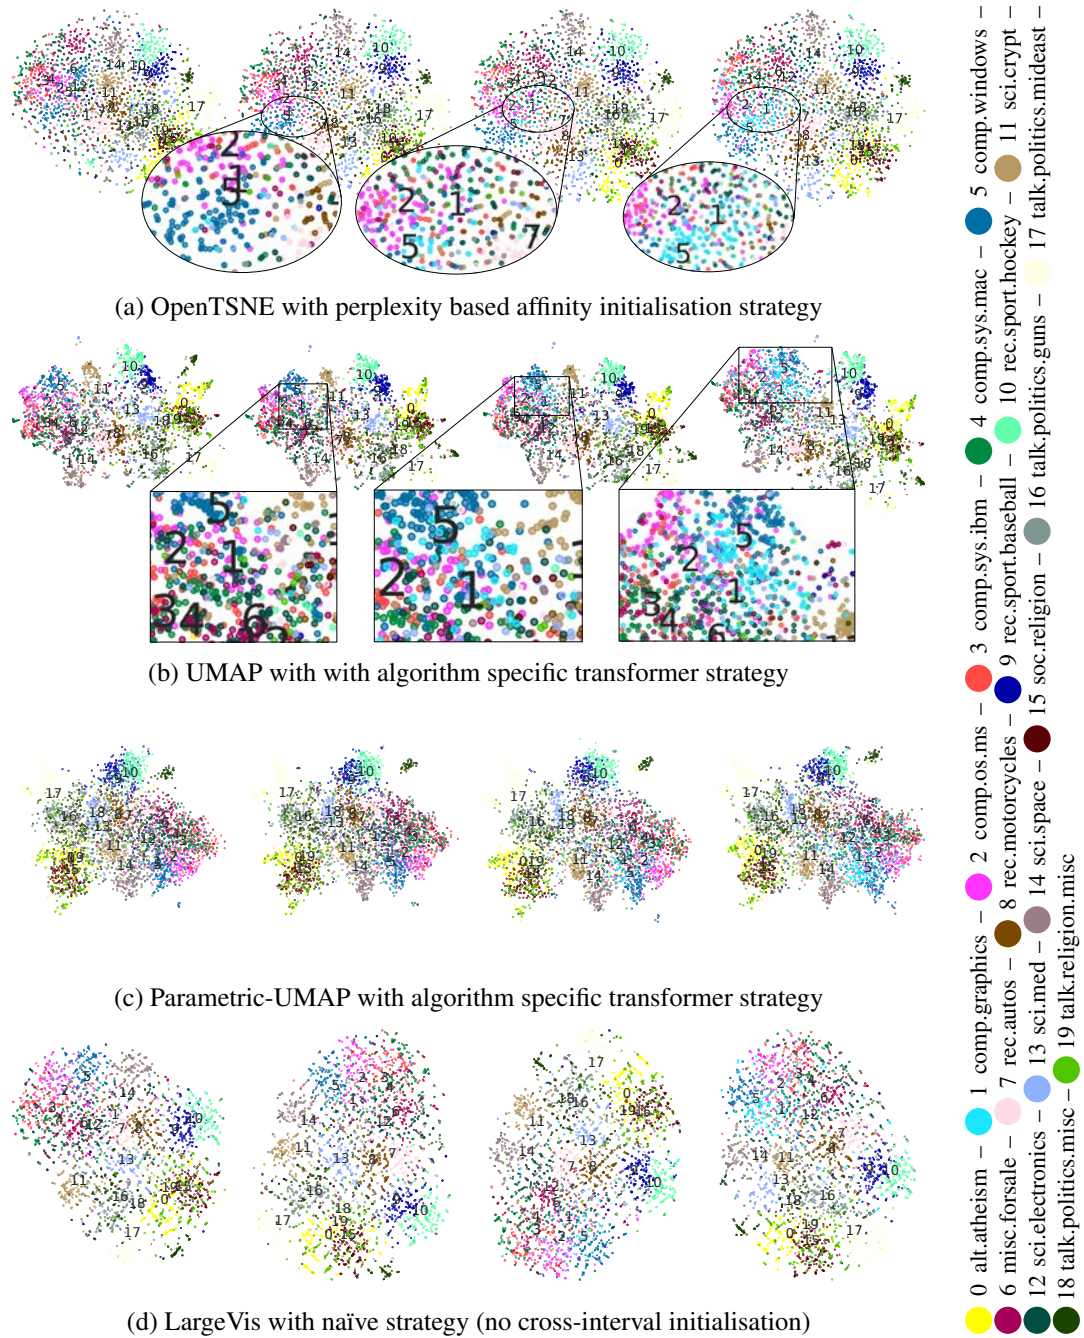 (a) OpenTSNE with perplexity based affinity initialisation strategy
(b) UMAP with with algorithm specific transformer strategy
(c) Parametric-UMAP with algorithm specific transformer strategy
(d) LargeVis with naïve strategy (no cross-interval initialisation)
0 alt.atheism – 1 comp.graphics – 2 comp.os.ms – 3 comp.sys.ibm – 4 comp.sys.mac – 5 comp.windows –
6 misc.forsale – 7 rec.autos – 8 rec.motorcycles – 9 rec.sport.baseball – 10 rec.sport.hockey – 11 sci.crypt –
12 sci.electronics – 13 sci.med – 14 sci.space – 15 soc.religion – 16 talk.politics.guns – 17 talk.politics.mideast –
18 talk.politics.misc – 19 talk.religion.misc